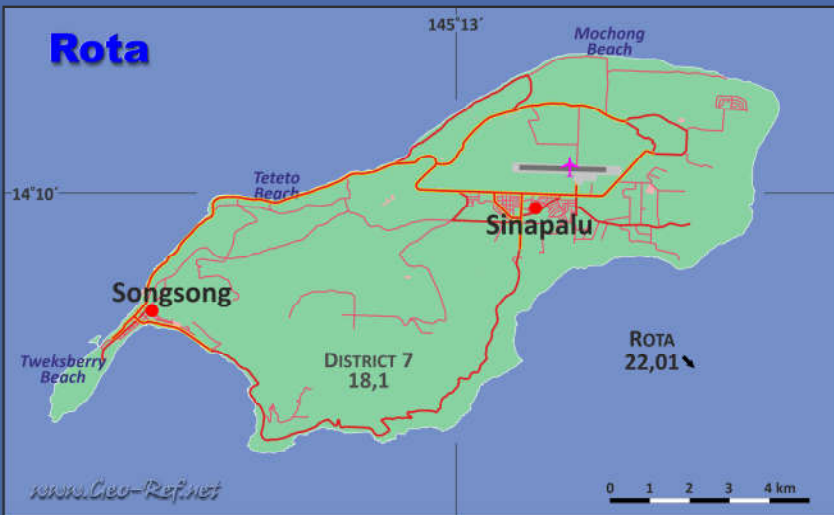 145°13´
Rota
Mochong
Beach
Teteto
Beach
14°10´
Sinapalu
Songsong
Tweksberry
Beach
DISTRICT 7
18,1
ROTA
22,01
www.Geo-Ref.net
0 1 2 3 4 km